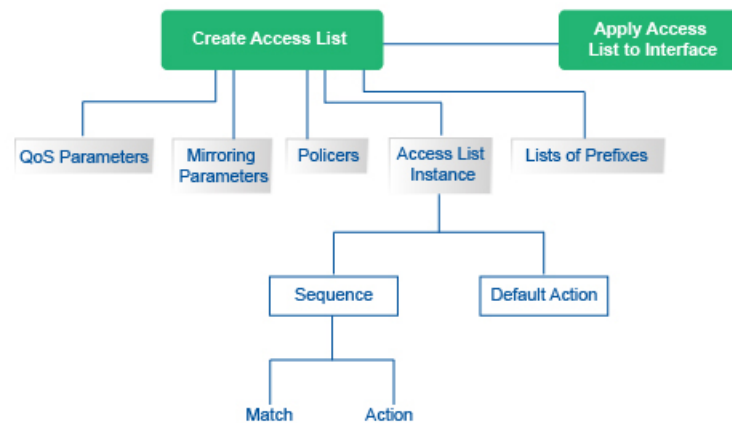 Create Access List
Apply Access
List to Interface
QoS Parameters
Mirroring
Parameters
Policers
Access List
Instance
Lists of Prefixes
Sequence
Default Action
Match
Action